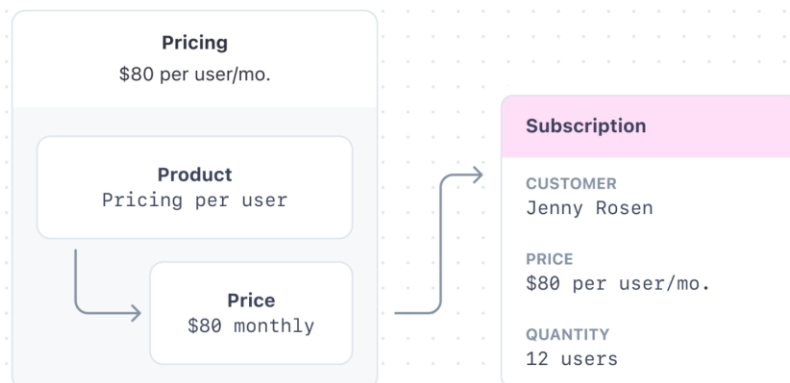 Pricing
$80 per user/mo.
Product
Pricing per user
Price
$80 monthly
Subscription
CUSTOMER
Jenny Rosen
PRICE
$80 per user/mo.
QUANTITY
12 users